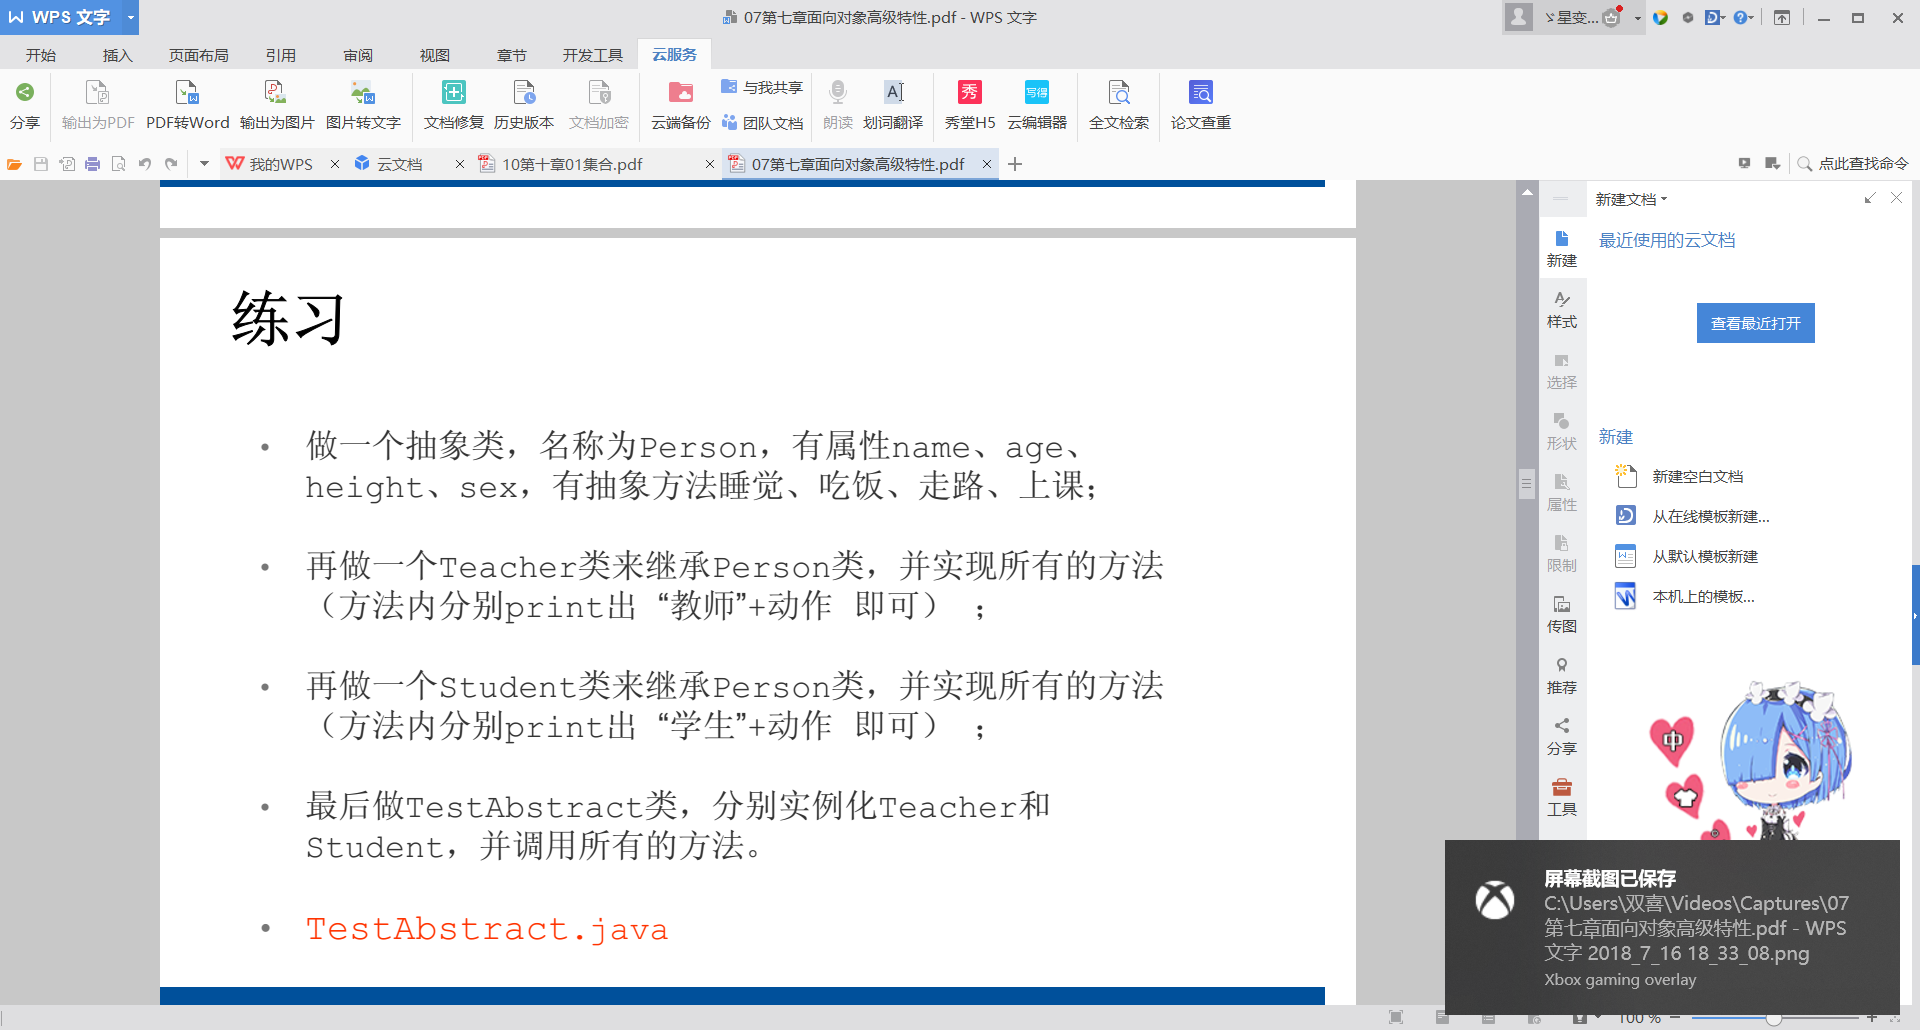 WPS 文字
07第七章面向对象高级特性.pdf - WPS 文字
星变...
开始 插入 页面布局 引用 审阅 视图 章节 开发工具 云服务
分享 输出为PDF PDF转Word 输出为图片 图片转文字 文档修复 历史版本 文档加密 云端备份 与我共享 团队文档 朗读 划词翻译 秀堂H5 云编辑器 全文检索 论文查重
秀
写得
我的WPS 云文档 10第十章01集合.pdf 07第七章面向对象高级特性.pdf 点此查找命令
练习
• 做一个抽象类，名称为Person，有属性name、age、
height、sex，有抽象方法睡觉、吃饭、走路、上课；
• 再做一个Teacher类来继承Person类，并实现所有的方法
（方法内分别print出 “教师”+动作 即可） ；
• 再做一个Student类来继承Person类，并实现所有的方法
（方法内分别print出 “学生”+动作 即可） ；
• 最后做TestAbstract类，分别实例化Teacher和
Student，并调用所有的方法。
• TestAbstract.java
新建
样式
选择
形状
属性
限制
传图
推荐
分享
工具
新建文档
最近使用的云文档
查看最近打开
新建
新建空白文档
从在线模板新建...
从默认模板新建
本机上的模板...
中
屏幕截图已保存
C:\Users\双喜\Videos\Captures\07
第七章面向对象高级特性.pdf - WPS
文字 2018_7_16 18_33_08.png
Xbox gaming overlay
100 %